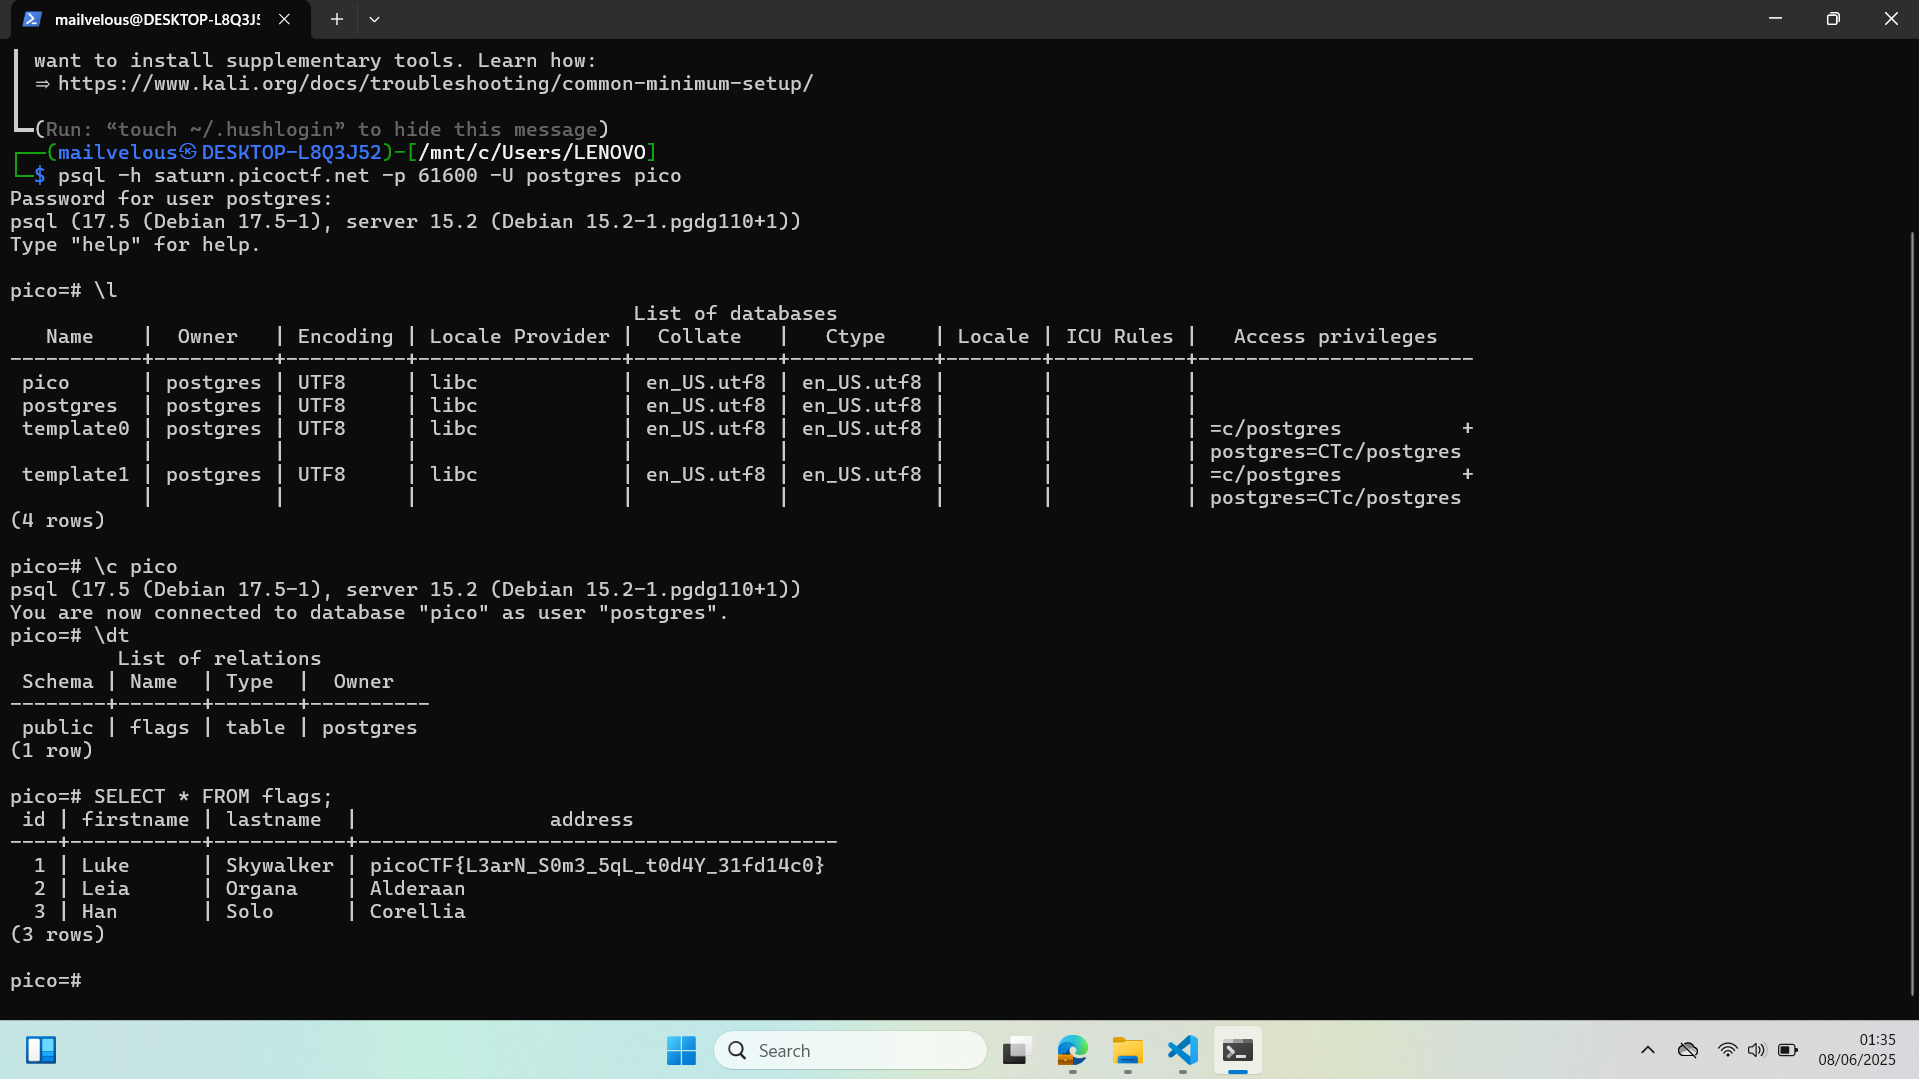 mailvelous@DESKTOP-L8Q3J5
want to install supplementary tools. Learn how:
⇒ https://www.kali.org/docs/troubleshooting/common-minimum-setup/
(Run: “touch ~/.hushlogin” to hide this message)
┌──(mailvelous㉿DESKTOP-L8Q3J52)-[/mnt/c/Users/LENOVO]
└─$ psql -h saturn.picoctf.net -p 61600 -U postgres pico
Password for user postgres:
psql (17.5 (Debian 17.5-1), server 15.2 (Debian 15.2-1.pgdg110+1))
Type "help" for help.
pico=# \l
List of databases
Name | Owner | Encoding | Locale Provider | Collate | Ctype | Locale | ICU Rules | Access privileges
-----------+----------+----------+-----------------+------------+------------+--------+-----------+-----------------------
pico | postgres | UTF8 | libc | en_US.utf8 | en_US.utf8 | | |
postgres | postgres | UTF8 | libc | en_US.utf8 | en_US.utf8 | | |
template0 | postgres | UTF8 | libc | en_US.utf8 | en_US.utf8 | | | =c/postgres +
| | | | | | | | postgres=CTc/postgres
template1 | postgres | UTF8 | libc | en_US.utf8 | en_US.utf8 | | | =c/postgres +
| | | | | | | | postgres=CTc/postgres
(4 rows)
pico=# \c pico
psql (17.5 (Debian 17.5-1), server 15.2 (Debian 15.2-1.pgdg110+1))
You are now connected to database "pico" as user "postgres".
pico=# \dt
List of relations
Schema | Name | Type | Owner
--------+-------+-------+----------
public | flags | table | postgres
(1 row)
pico=# SELECT * FROM flags;
id | firstname | lastname | address
----+-----------+-----------+----------------------------------------
1 | Luke | Skywalker | picoCTF{L3arN_S0m3_5qL_t0d4Y_31fd14c0}
2 | Leia | Organa | Alderaan
3 | Han | Solo | Corellia
(3 rows)
pico=#
Search
01:35
08/06/2025